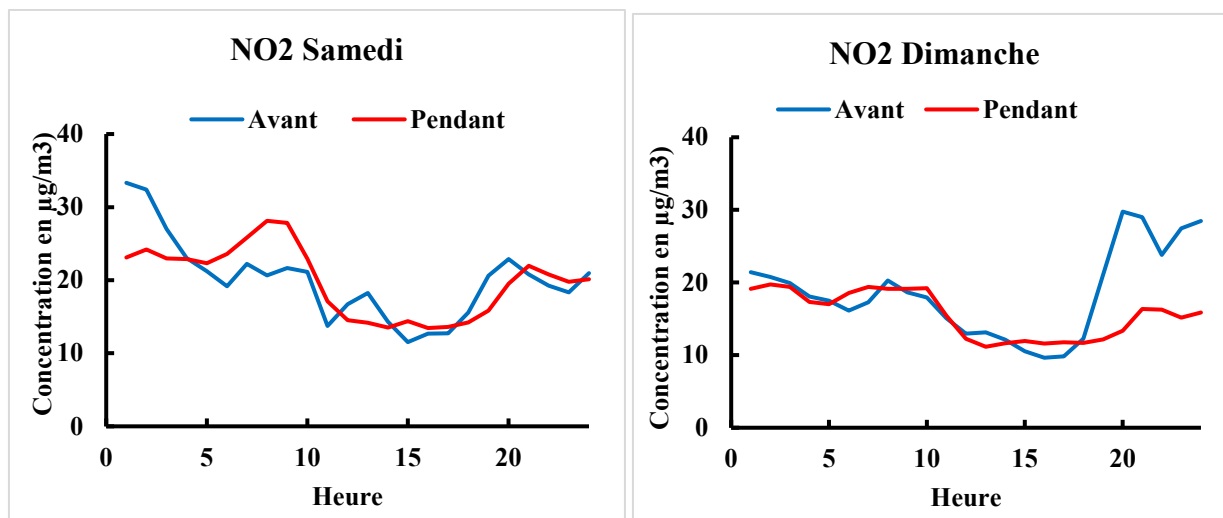 NO2 Samedi
Avant Pendant
Concentration en µg/m3)
40
30
20
10
0
0 5 10 15 20
Heure
NO2 Dimanche
Avant Pendant
Concentration en µg/m3)
40
30
20
10
0
0 5 10 15 20
Heure